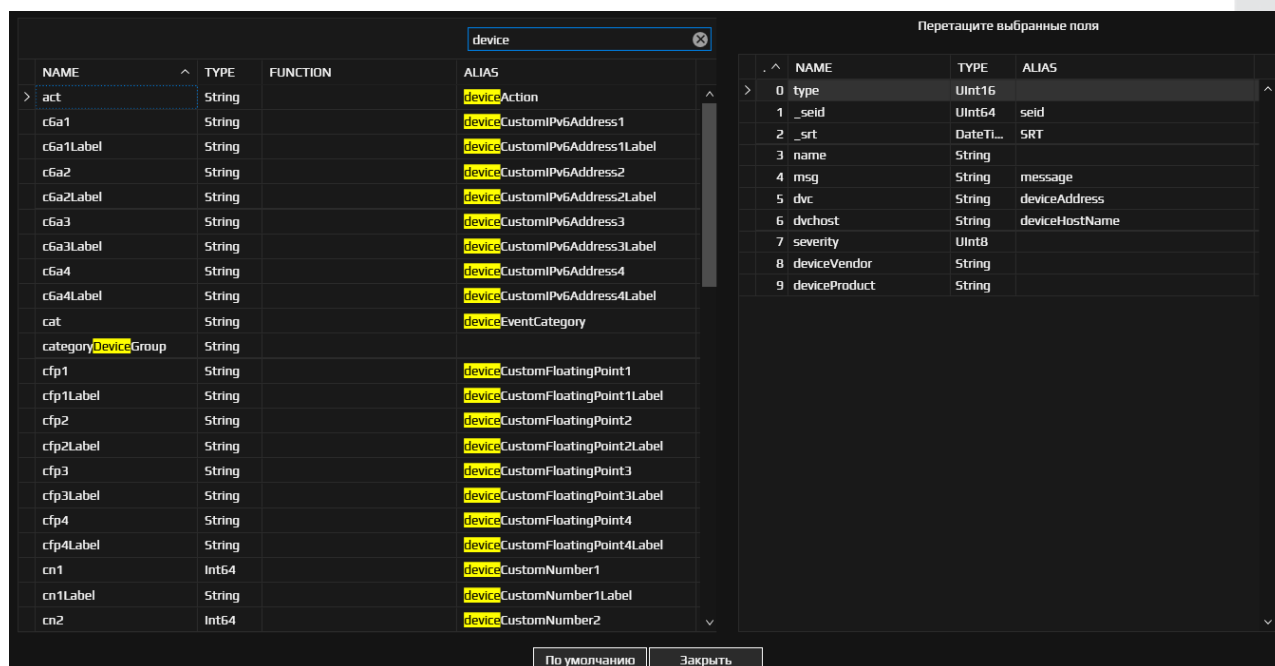 device
NAME TYPE FUNCTION ALIAS
act String deviceAction
c6a1 String deviceCustomIPv6Address1
c6a1Label String deviceCustomIPv6Address1Label
c6a2 String deviceCustomIPv6Address2
c6a2Label String deviceCustomIPv6Address2Label
c6a3 String deviceCustomIPv6Address3
c6a3Label String deviceCustomIPv6Address3Label
c6a4 String deviceCustomIPv6Address4
c6a4Label String deviceCustomIPv6Address4Label
cat String deviceEventCategory
categoryDeviceGroup String
cfp1 String deviceCustomFloatingPoint1
cfp1Label String deviceCustomFloatingPoint1Label
cfp2 String deviceCustomFloatingPoint2
cfp2Label String deviceCustomFloatingPoint2Label
cfp3 String deviceCustomFloatingPoint3
cfp3Label String deviceCustomFloatingPoint3Label
cfp4 String deviceCustomFloatingPoint4
cfp4Label String deviceCustomFloatingPoint4Label
cn1 Int64 deviceCustomNumber1
cn1Label String deviceCustomNumber1Label
cn2 Int64 deviceCustomNumber2
Перетащите выбранные поля
. NAME TYPE ALIAS
0 type UInt16
1 _seid UInt64 seid
2 _srt DateTi... SRT
3 name String
4 msg String message
5 dvc String deviceAddress
6 dvchost String deviceHostName
7 severity UInt8
8 deviceVendor String
9 deviceProduct String
По умолчанию Закрыть